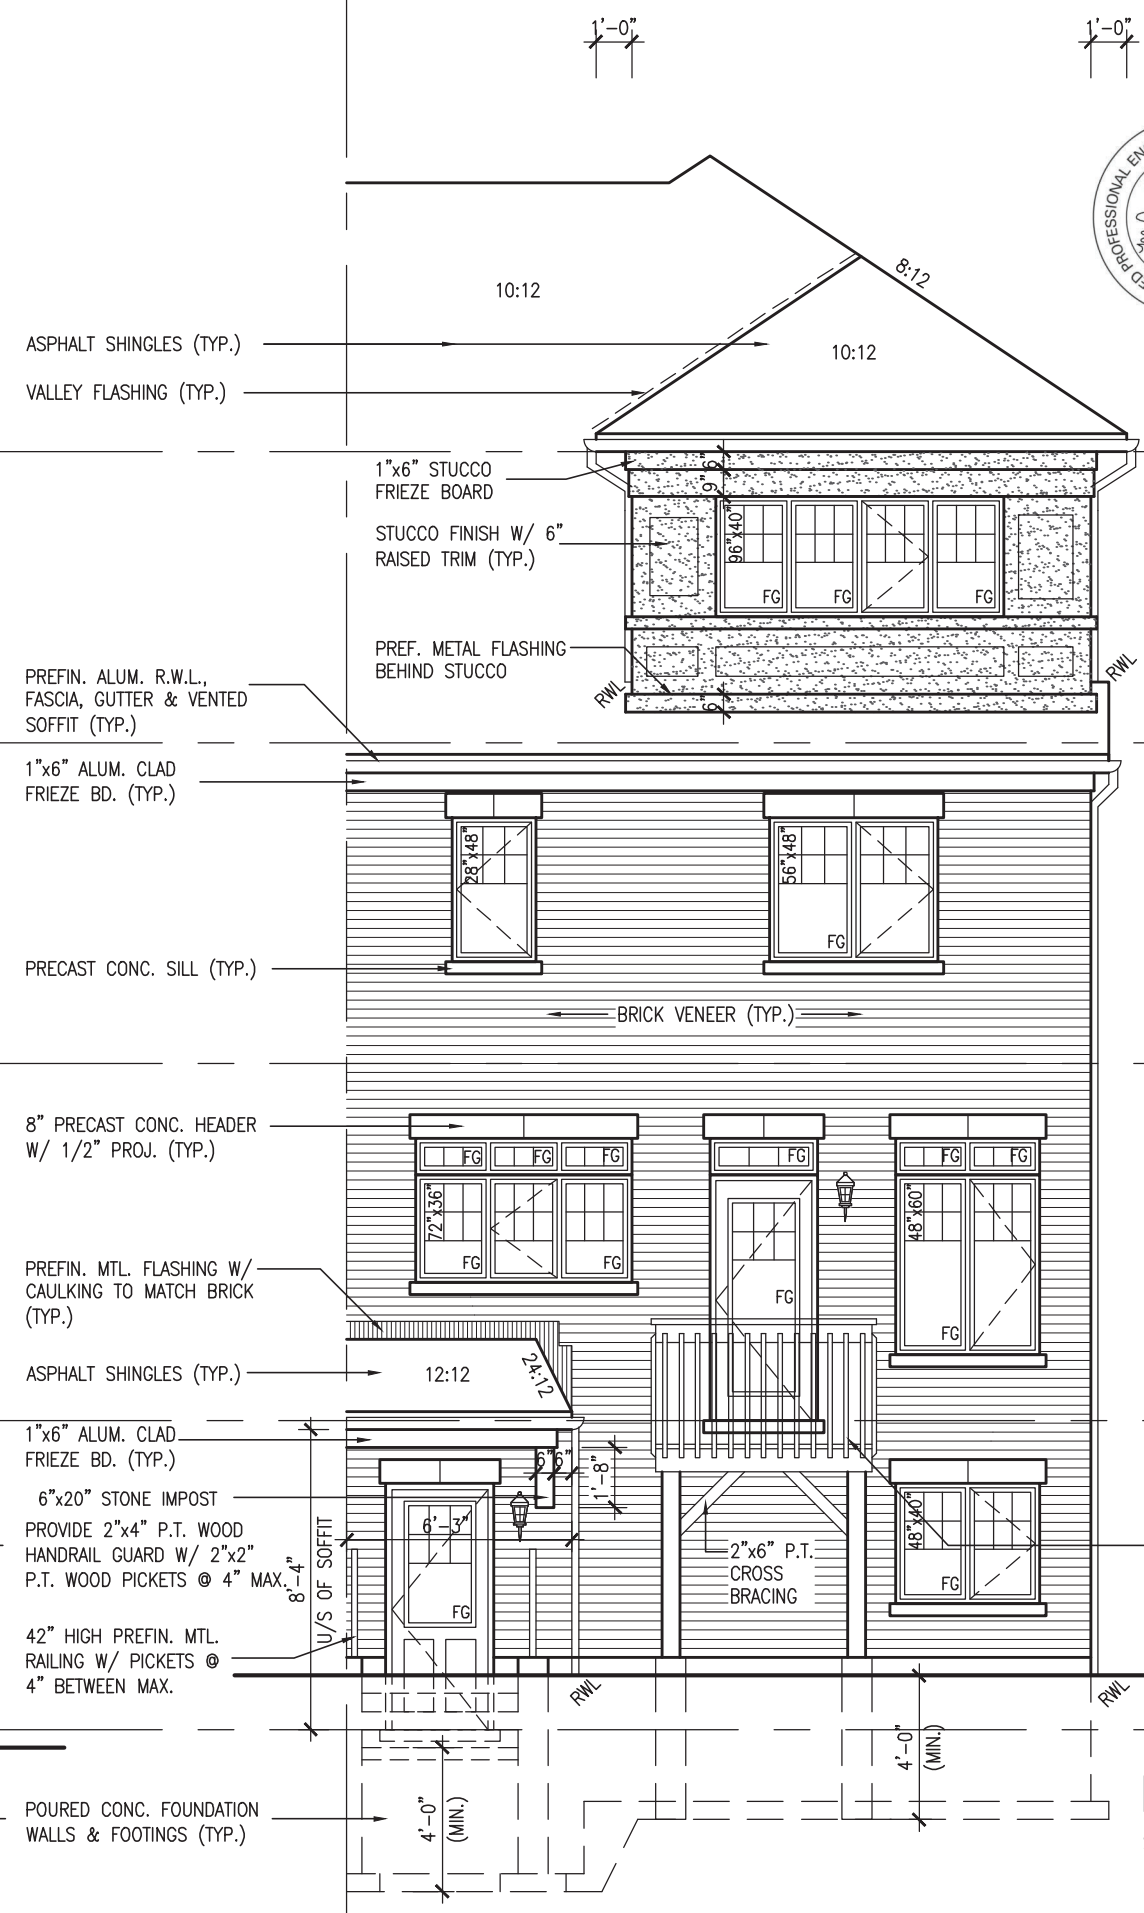 1'-0"
1'-0"
ED PROFESSIONAL EN
10:12
8:12
ASPHALT SHINGLES (TYP.)
10:12
VALLEY FLASHING (TYP.)
1"x6" STUCCO
FRIEZE BOARD
6"
9"
STUCCO FINISH W/ 6"
RAISED TRIM (TYP.)
96"x40"
FG
FG
FG
PREF. METAL FLASHING
BEHIND STUCCO
RWL
RWL
6"
PREFIN. ALUM. R.W.L.,
FASCIA, GUTTER & VENTED
SOFFIT (TYP.)
1"x6" ALUM. CLAD
FRIEZE BD. (TYP.)
28"x48"
56"x48"
FG
PRECAST CONC. SILL (TYP.)
BRICK VENEER (TYP.)
8" PRECAST CONC. HEADER
W/ 1/2" PROJ. (TYP.)
FG
FG
FG
FG
FG
72"x36"
FG
FG
FG
48"x60"
FG
PREFIN. MTL. FLASHING W/
CAULKING TO MATCH BRICK
(TYP.)
ASPHALT SHINGLES (TYP.)
12:12
24:12
1"x6" ALUM. CLAD
FRIEZE BD. (TYP.)
6"
6"
1'-8"
6"x20" STONE IMPOST
PROVIDE 2"x4" P.T. WOOD
HANDRAIL GUARD W/ 2"x2"
P.T. WOOD PICKETS @ 4" MAX.
8'-4"
U/S OF SOFFIT
6'-3"
FG
2"x6" P.T.
CROSS
BRACING
48"x40"
FG
42" HIGH PREFIN. MTL.
RAILING W/ PICKETS @
4" BETWEEN MAX.
RWL
RWL
4'-0"
(MIN.)
POURED CONC. FOUNDATION
WALLS & FOOTINGS (TYP.)
4'-0"
(MIN.)